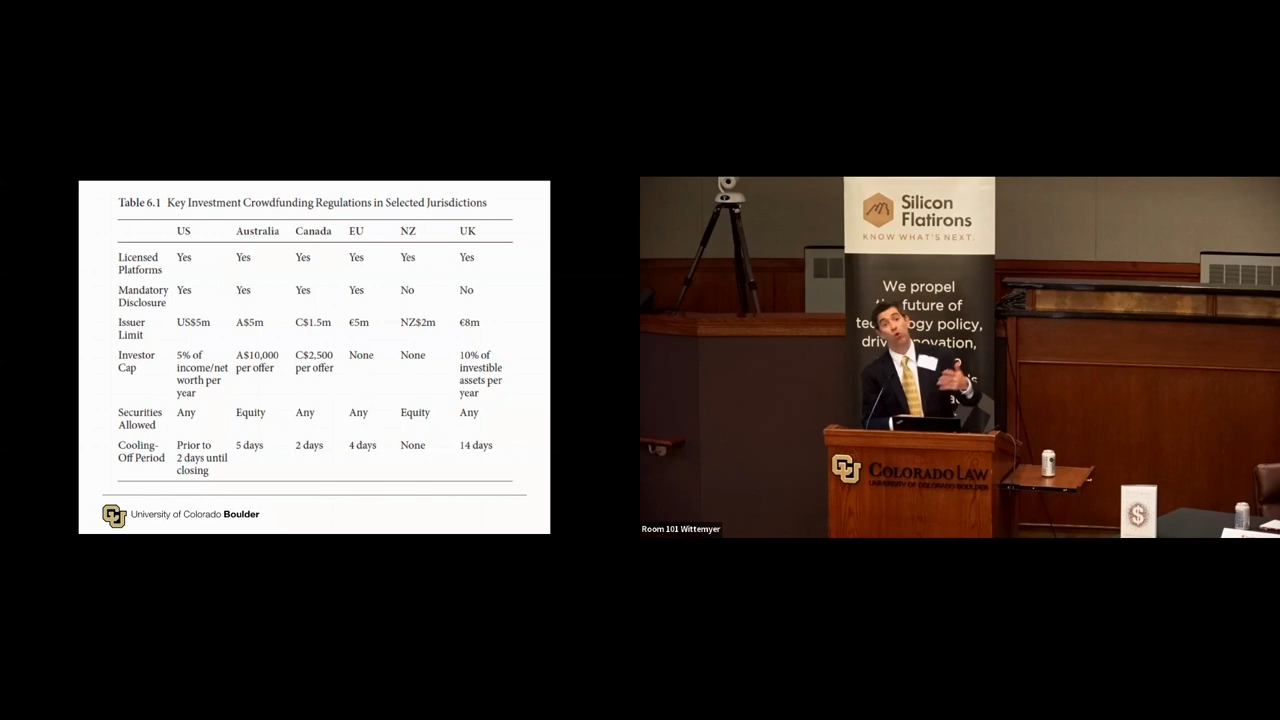 Table 6.1 Key Investment Crowdfunding Regulations in Selected Jurisdictions
US Australia Canada EU NZ UK
Licensed Platforms Yes Yes Yes Yes Yes Yes
Mandatory Disclosure Yes Yes Yes Yes No No
Issuer Limit US$5m A$5m C$1.5m €5m NZ$2m €8m
Investor Cap 5% of income/net worth per year A$10,000 per offer C$2,500 per offer None None 10% of investible assets per year
Securities Allowed Any Equity Any Any Equity Any
Cooling-Off Period Prior to 2 days until closing 5 days 2 days 4 days None 14 days
CU University of Colorado Boulder
Silicon
Flatirons
KNOW WHAT'S NEXT.
We propel
future of
policy,
CU COLORADO LAW
UNIVERSITY OF COLORADO BOULDER
$
Room 101 Wittemyer